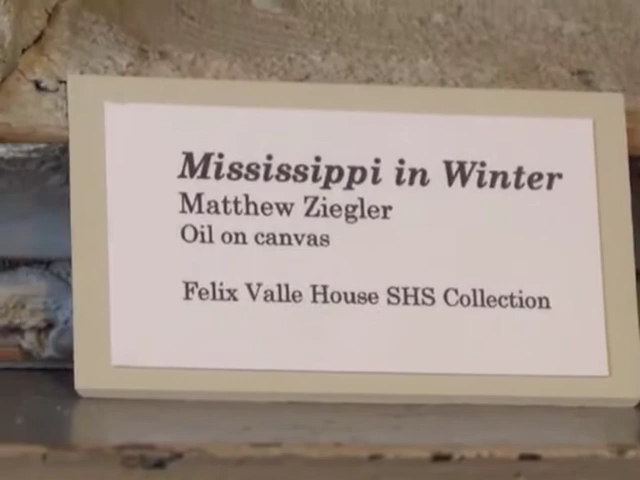 Mississippi in Winter
Matthew Ziegler
Oil on canvas
Felix Valle House SHS Collection